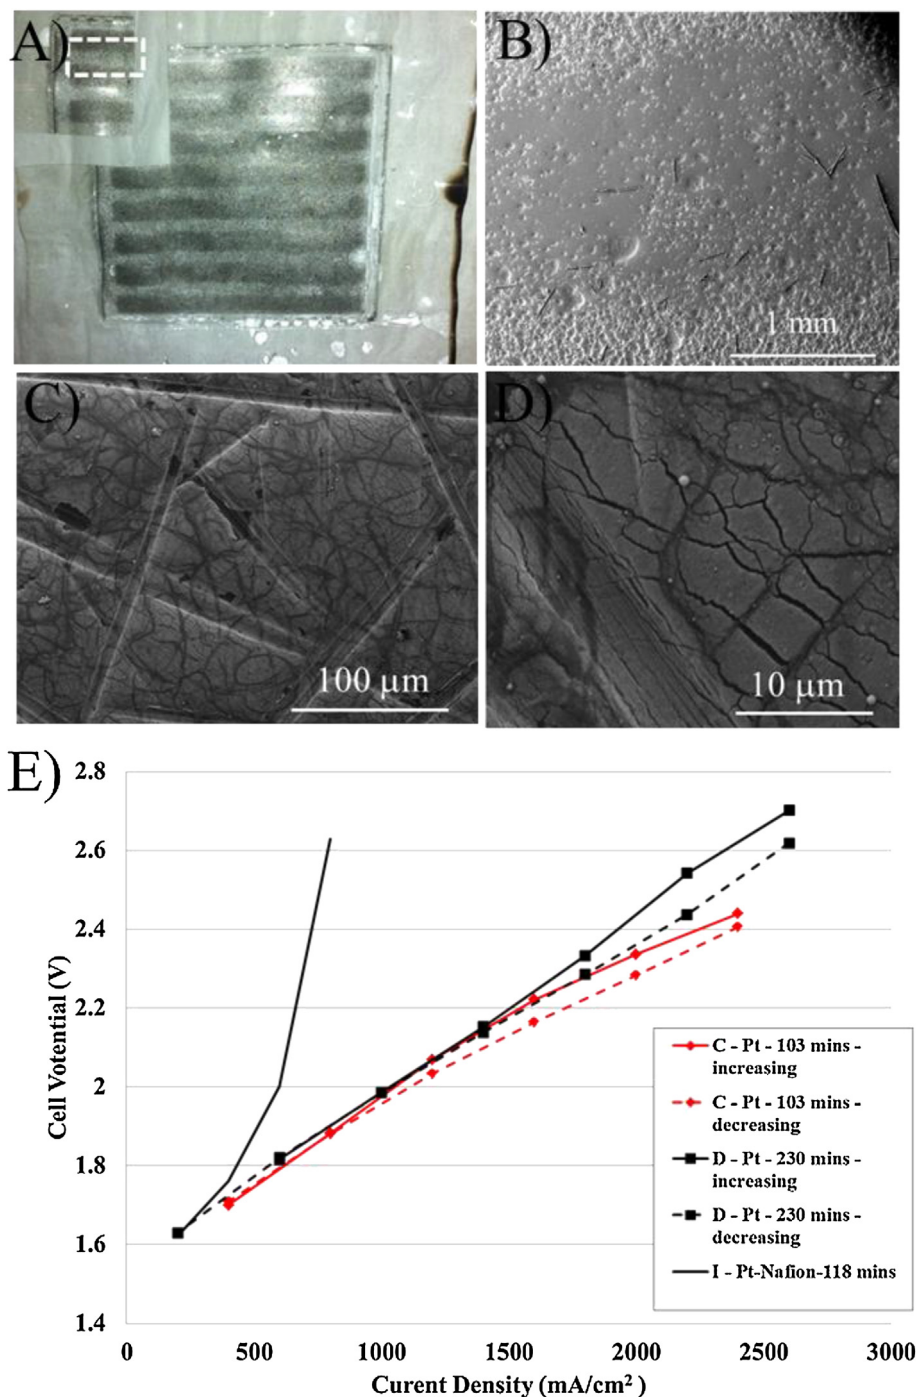 A)
B)
1 mm
C)
100 µm
D)
10 µm
E)
2.8
2.6
2.4
2.2
2
1.8
1.6
1.4
Cell Votential (V)
C - Pt - 103 mins -
increasing
C - Pt - 103 mins -
decreasing
D - Pt - 230 mins -
increasing
D - Pt - 230 mins -
decreasing
I - Pt-Nafion-118 mins
0 500 1000 1500 2000 2500 3000
Curent Density (mA/cm²)